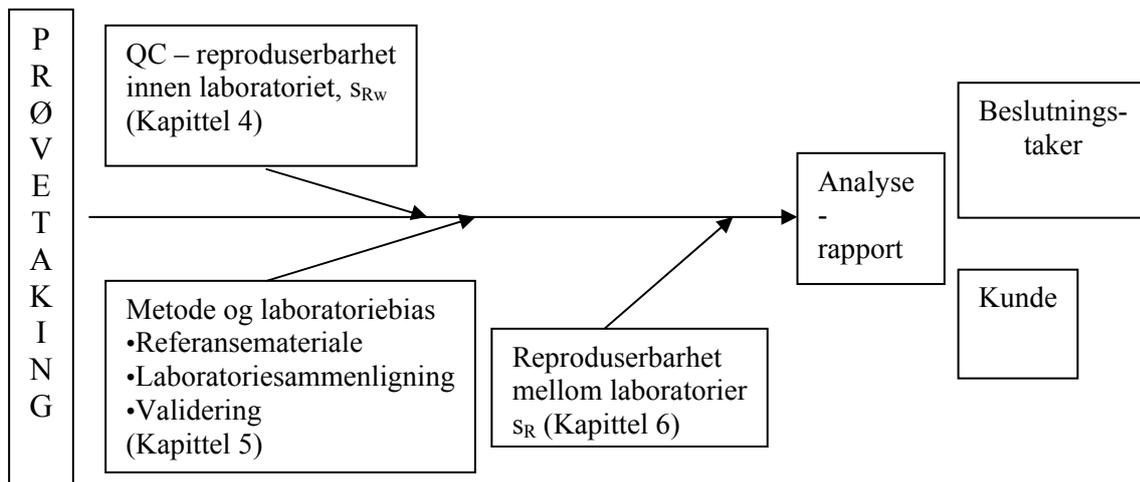 P
R
Ø
V
E
T
A
K
I
N
G
QC – reproduserbarhet
innen laboratoriet, sRw
(Kapittel 4)
Metode og laboratoriebias
•Referansemateriale
•Laboratoriesammenligning
•Validering
(Kapittel 5)
Reproduserbarhet
mellom laboratorier
sR (Kapittel 6)
Analyse
-
rapport
Beslutnings-
taker
Kunde